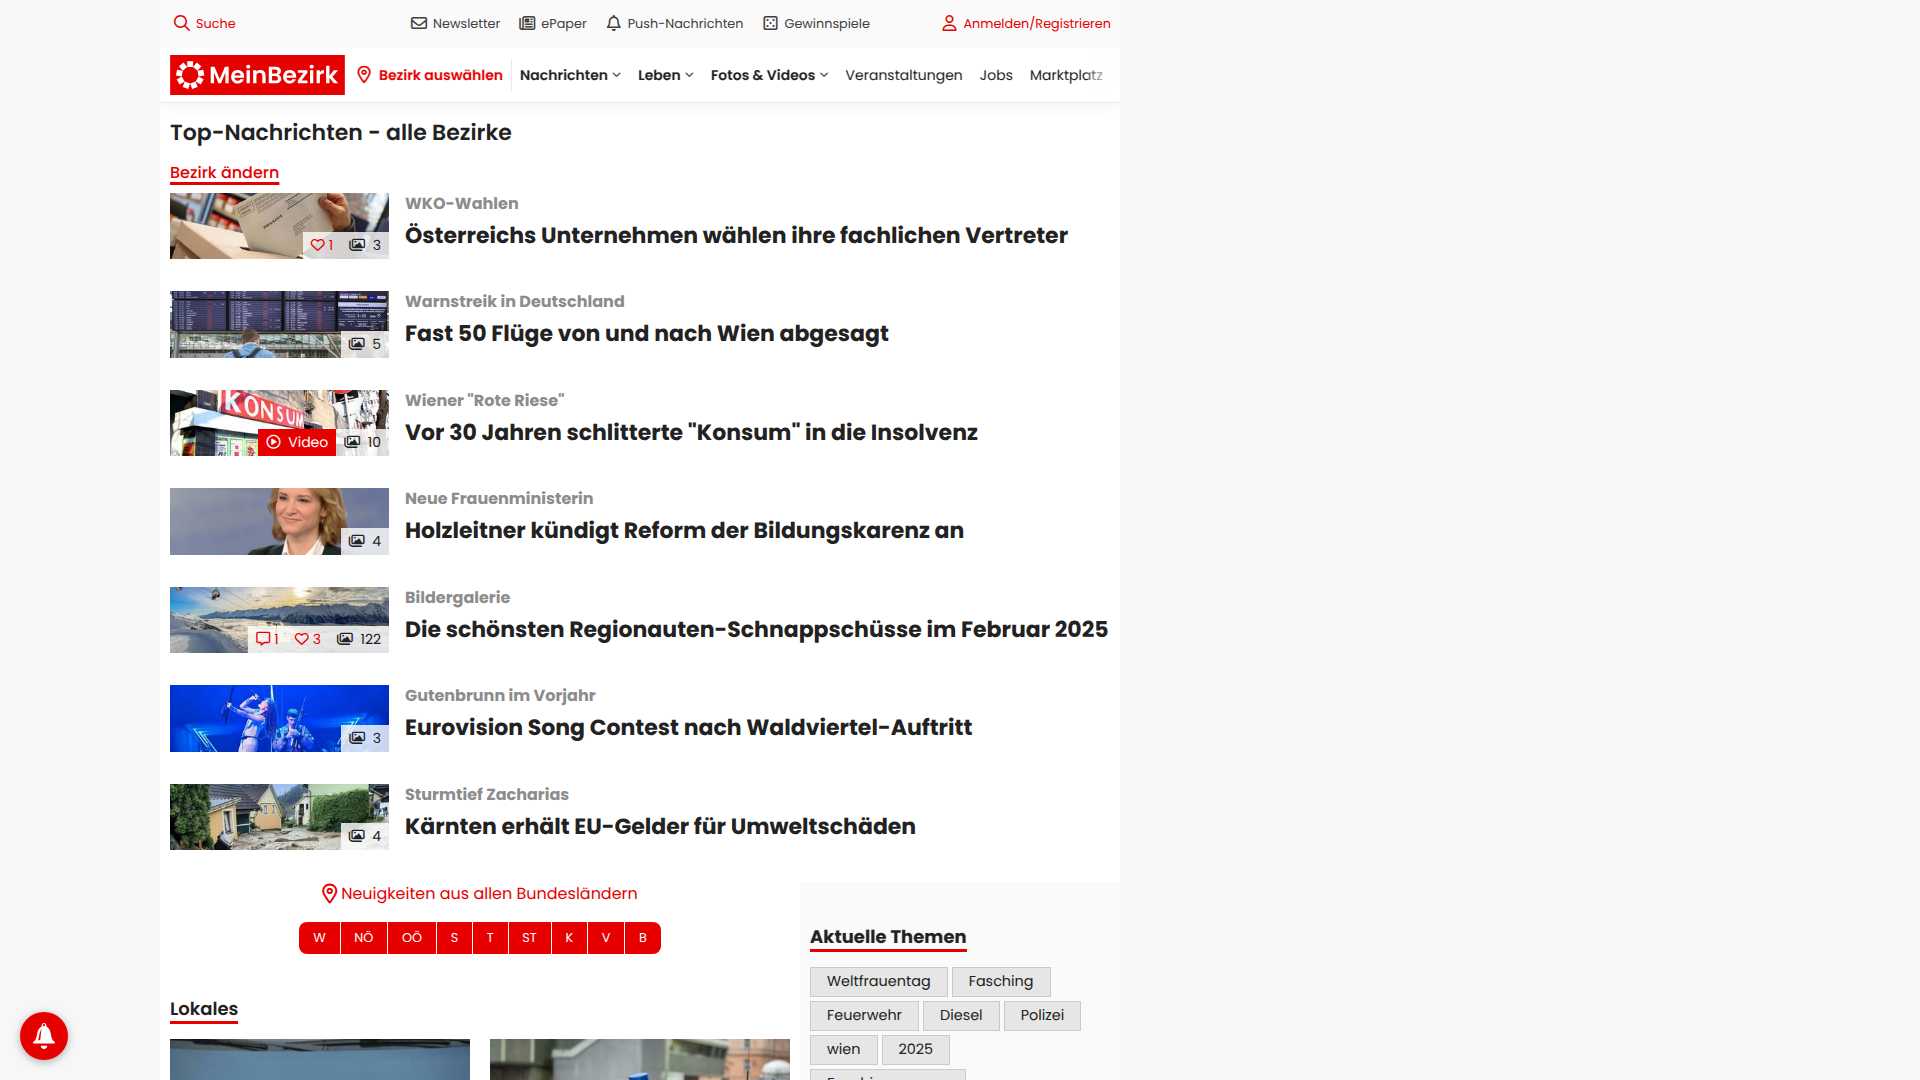 Suche
Newsletter
ePaper
Push-Nachrichten
Gewinnspiele
Anmelden/Registrieren
MeinBezirk
Bezirk auswählen
Nachrichten
Leben
Fotos & Videos
Veranstaltungen
Jobs
Marktplatz
Top-Nachrichten - alle Bezirke
Bezirk ändern
WKO-Wahlen
Österreichs Unternehmen wählen ihre fachlichen Vertreter
1 3
Warnstreik in Deutschland
Fast 50 Flüge von und nach Wien abgesagt
5
KONSUM
Wiener "Rote Riese"
Vor 30 Jahren schlitterte "Konsum" in die Insolvenz
Video 10
Neue Frauenministerin
Holzleitner kündigt Reform der Bildungskarenz an
4
Bildergalerie
Die schönsten Regionauten-Schnappschüsse im Februar 2025
1 3 122
Gutenbrunn im Vorjahr
Eurovision Song Contest nach Waldviertel-Auftritt
3
Sturmtief Zacharias
Kärnten erhält EU-Gelder für Umweltschäden
4
Neuigkeiten aus allen Bundesländern
W NÖ OÖ S T ST K V B
Lokales
Aktuelle Themen
Weltfrauentag Fasching
Feuerwehr Diesel Polizei
wien 2025